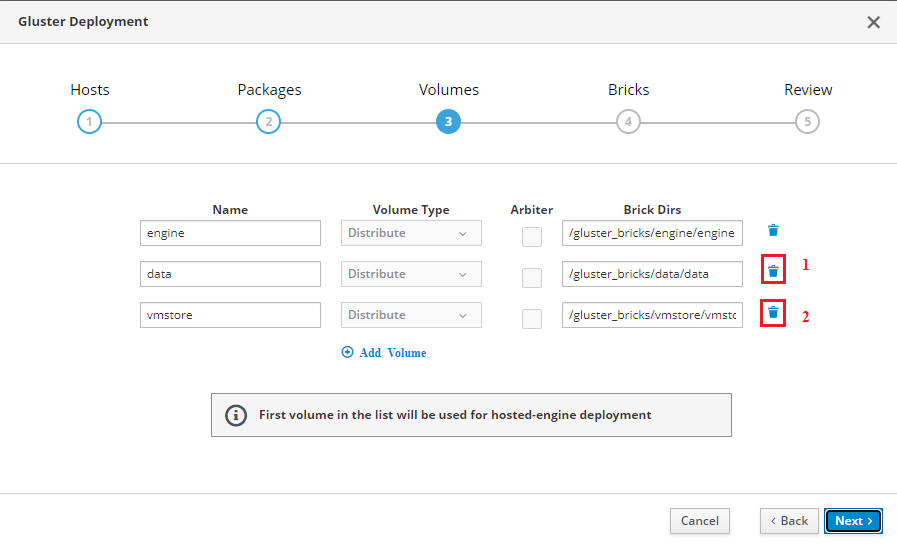 Gluster Deployment
Hosts Packages Volumes Bricks Review
1 2 3 4 5
Name Volume Type Arbiter Brick Dirs
engine Distribute /gluster_bricks/engine/engine
data Distribute /gluster_bricks/data/data 1
vmstore Distribute /gluster_bricks/vmstore/vmstc 2
Add Volume
First volume in the list will be used for hosted-engine deployment
Cancel < Back Next >